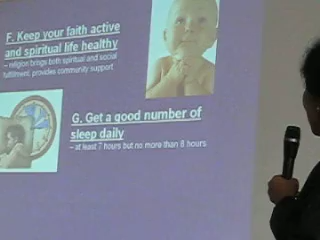 F. Keep your faith active
and spiritual life healthy
– religion brings both spiritual and social
fulfillment, provides community support
G. Get a good number of
sleep daily
– at least 7 hours but no more than 8 hours